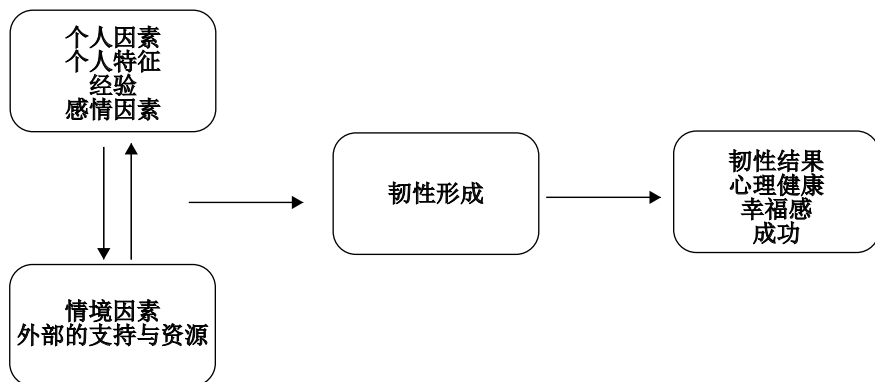 个人因素
个人特征
经验
感情因素
情境因素
外部的支持与资源
韧性形成
韧性结果
心理健康
幸福感
成功